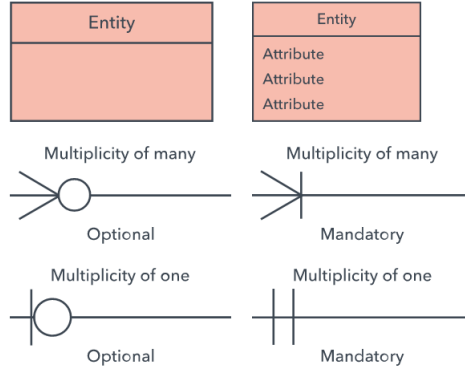 Entity
Entity
Attribute
Attribute
Attribute
Multiplicity of many
Multiplicity of many
Optional
Mandatory
Multiplicity of one
Multiplicity of one
Optional
Mandatory